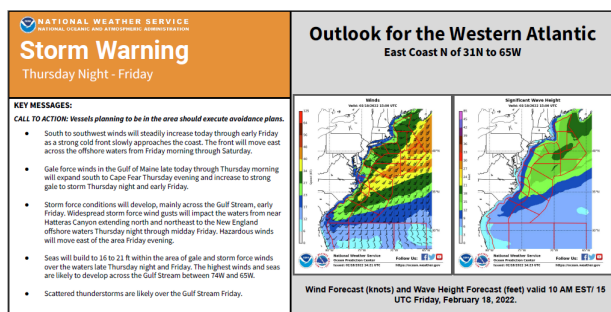 NATIONAL WEATHER SERVICE
NATIONAL OCEANIC AND ATMOSPHERIC ADMINISTRATION
Storm Warning
Thursday Night - Friday
KEY MESSAGES:
CALL TO ACTION: Vessels planning to be in the area should execute avoidance plans.
South to southwest winds will steadily increase today through early Friday
as a strong cold front slowly approaches the coast. The front will move east
across the offshore waters from Friday morning through Saturday.
Gale force winds in the Gulf of Maine late today through Thursday morning
will expand south to Cape Fear Thursday evening and increase to strong
gale to storm Thursday night and early Friday.
Storm force conditions will develop, mainly across the Gulf Stream, early
Friday. Widespread storm force wind gusts will impact the waters from near
Hatteras Canyon extending north and northeast to the New England
offshore waters Thursday night through midday Friday. Hazardous winds
will move east of the area Friday evening.
Seas will build to 16 to 21 ft within the area of gale and storm force winds
over the waters late Thursday night and Friday. The highest winds and seas
are likely to develop across the Gulf Stream between 74W and 65W.
Scattered thunderstorms are likely over the Gulf Stream Friday.
Outlook for the Western Atlantic
East Coast N of 31N to 65W
Winds
Significant Wave Height
National Weather Service
Ocean Prediction Center
Follow Us:
National Weather Service
Ocean Prediction Center
Follow Us:
Wind Forecast (knots) and Wave Height Forecast (feet) valid 10 AM EST/ 15
UTC Friday, February 18, 2022.